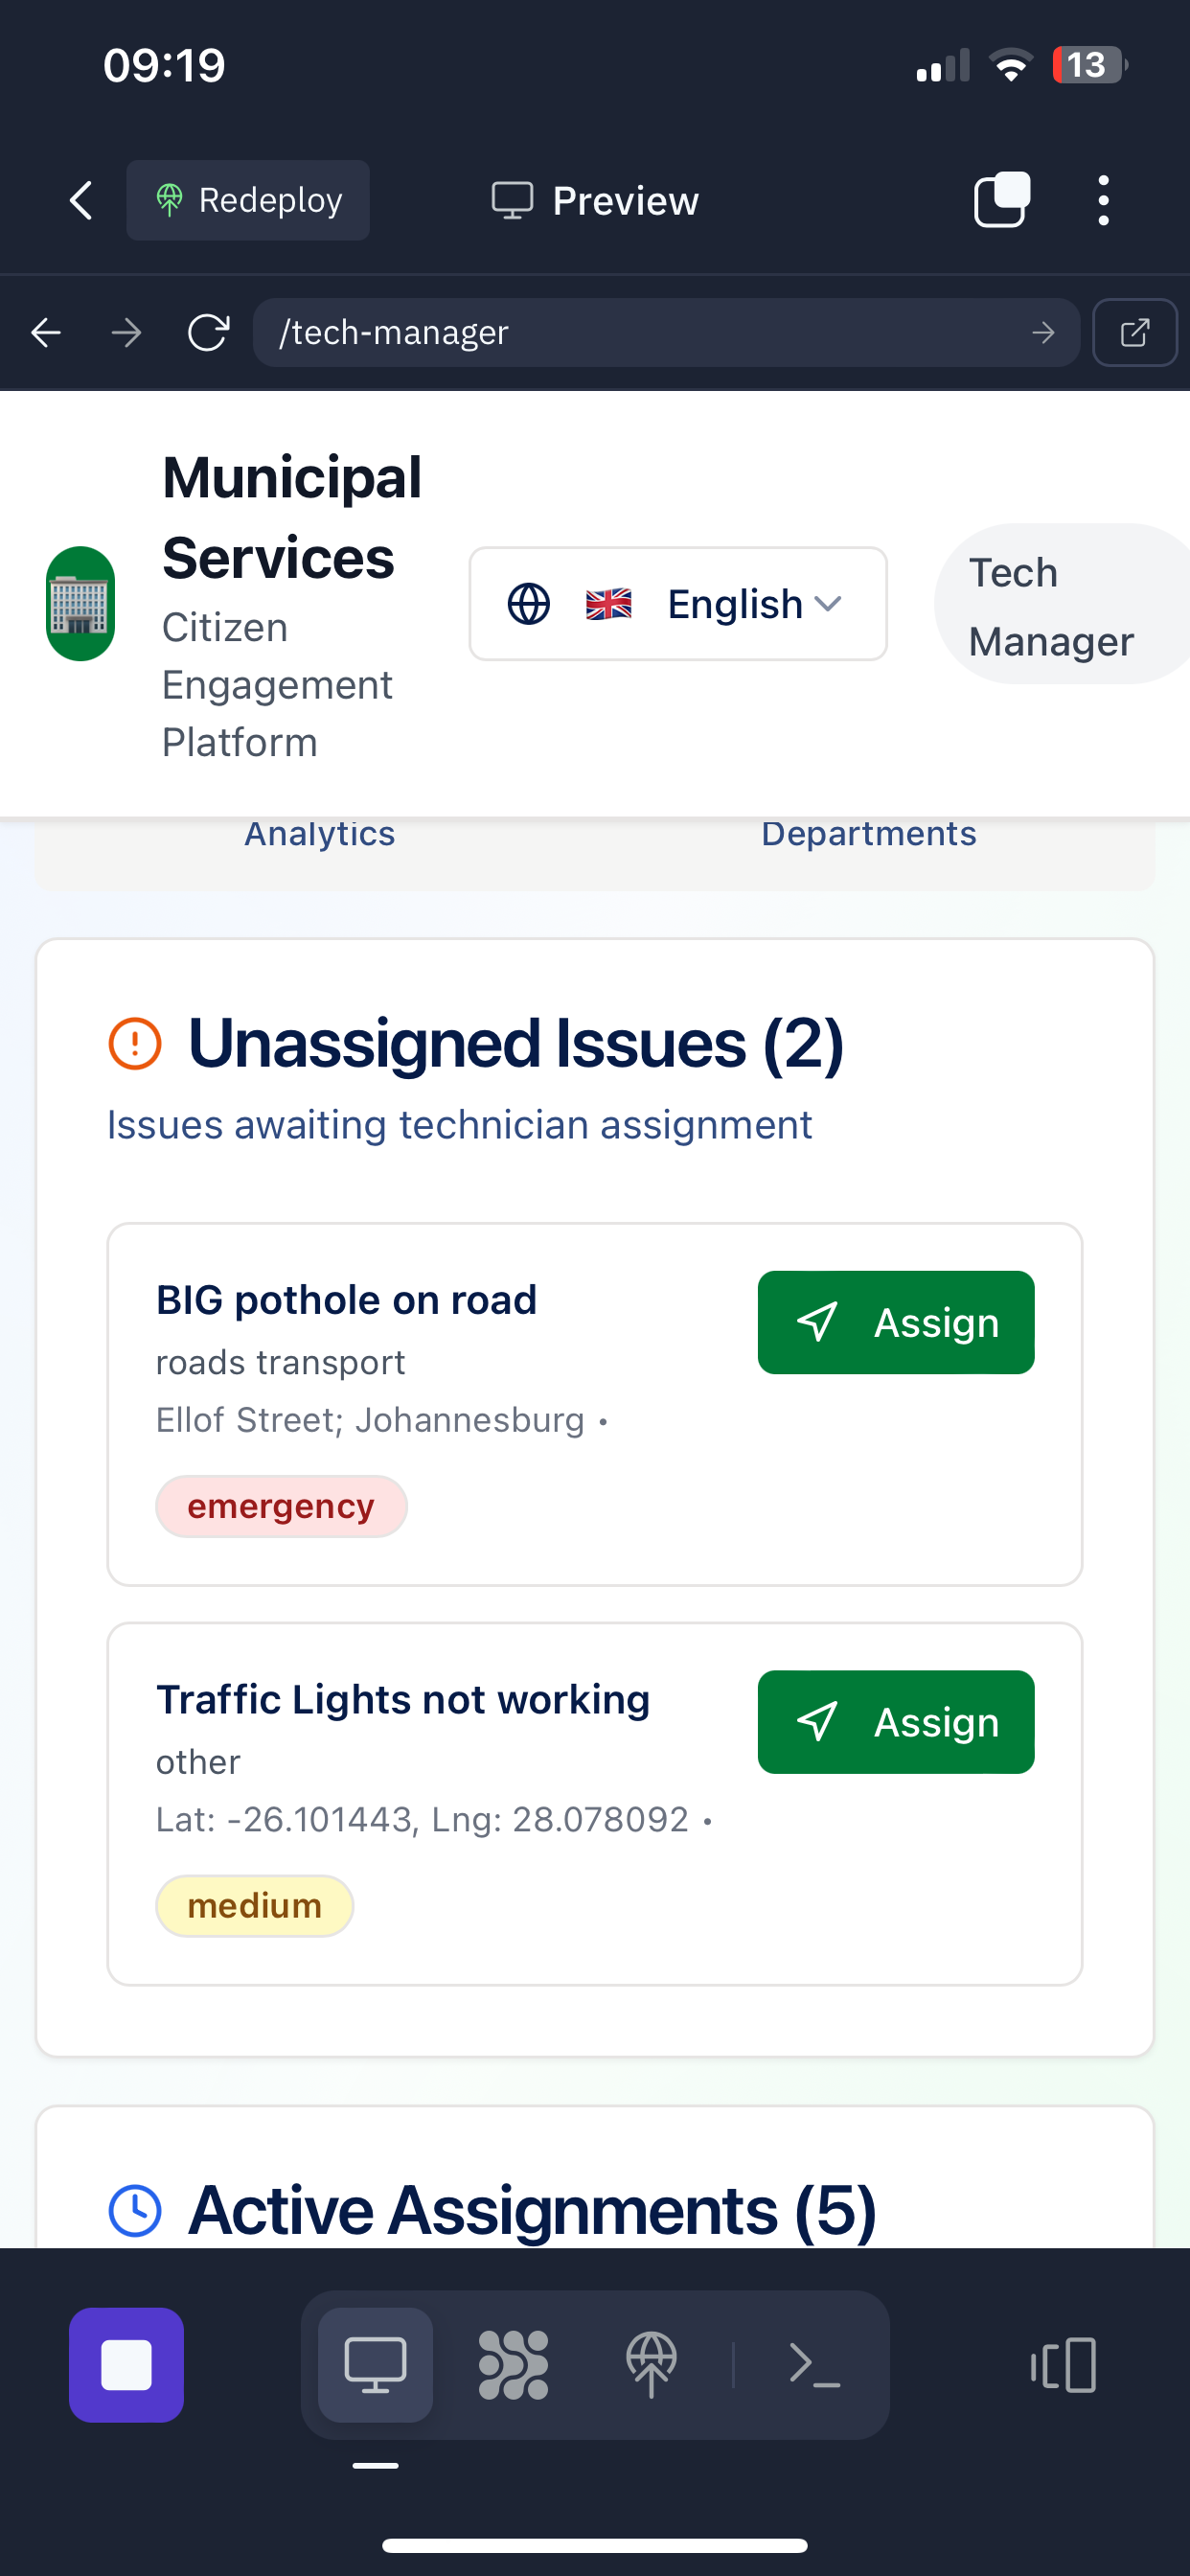 09:19
13
Redeploy
Preview
/tech-manager
Municipal
Services
Citizen
Engagement
Platform
English
Tech
Manager
Analytics
Departments
Unassigned Issues (2)
Issues awaiting technician assignment
BIG pothole on road
Assign
roads transport
Ellof Street; Johannesburg •
emergency
Traffic Lights not working
Assign
other
Lat: -26.101443, Lng: 28.078092 •
medium
Active Assignments (5)